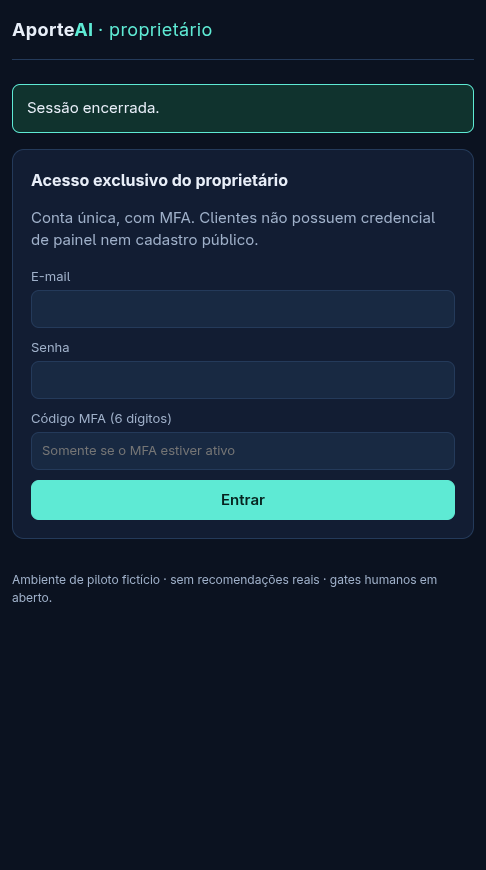 AporteAI · proprietário
Sessão encerrada.
Acesso exclusivo do proprietário
Conta única, com MFA. Clientes não possuem credencial
de painel nem cadastro público.
E-mail
Senha
Código MFA (6 dígitos)
Somente se o MFA estiver ativo
Entrar
Ambiente de piloto fictício · sem recomendações reais · gates humanos em
aberto.